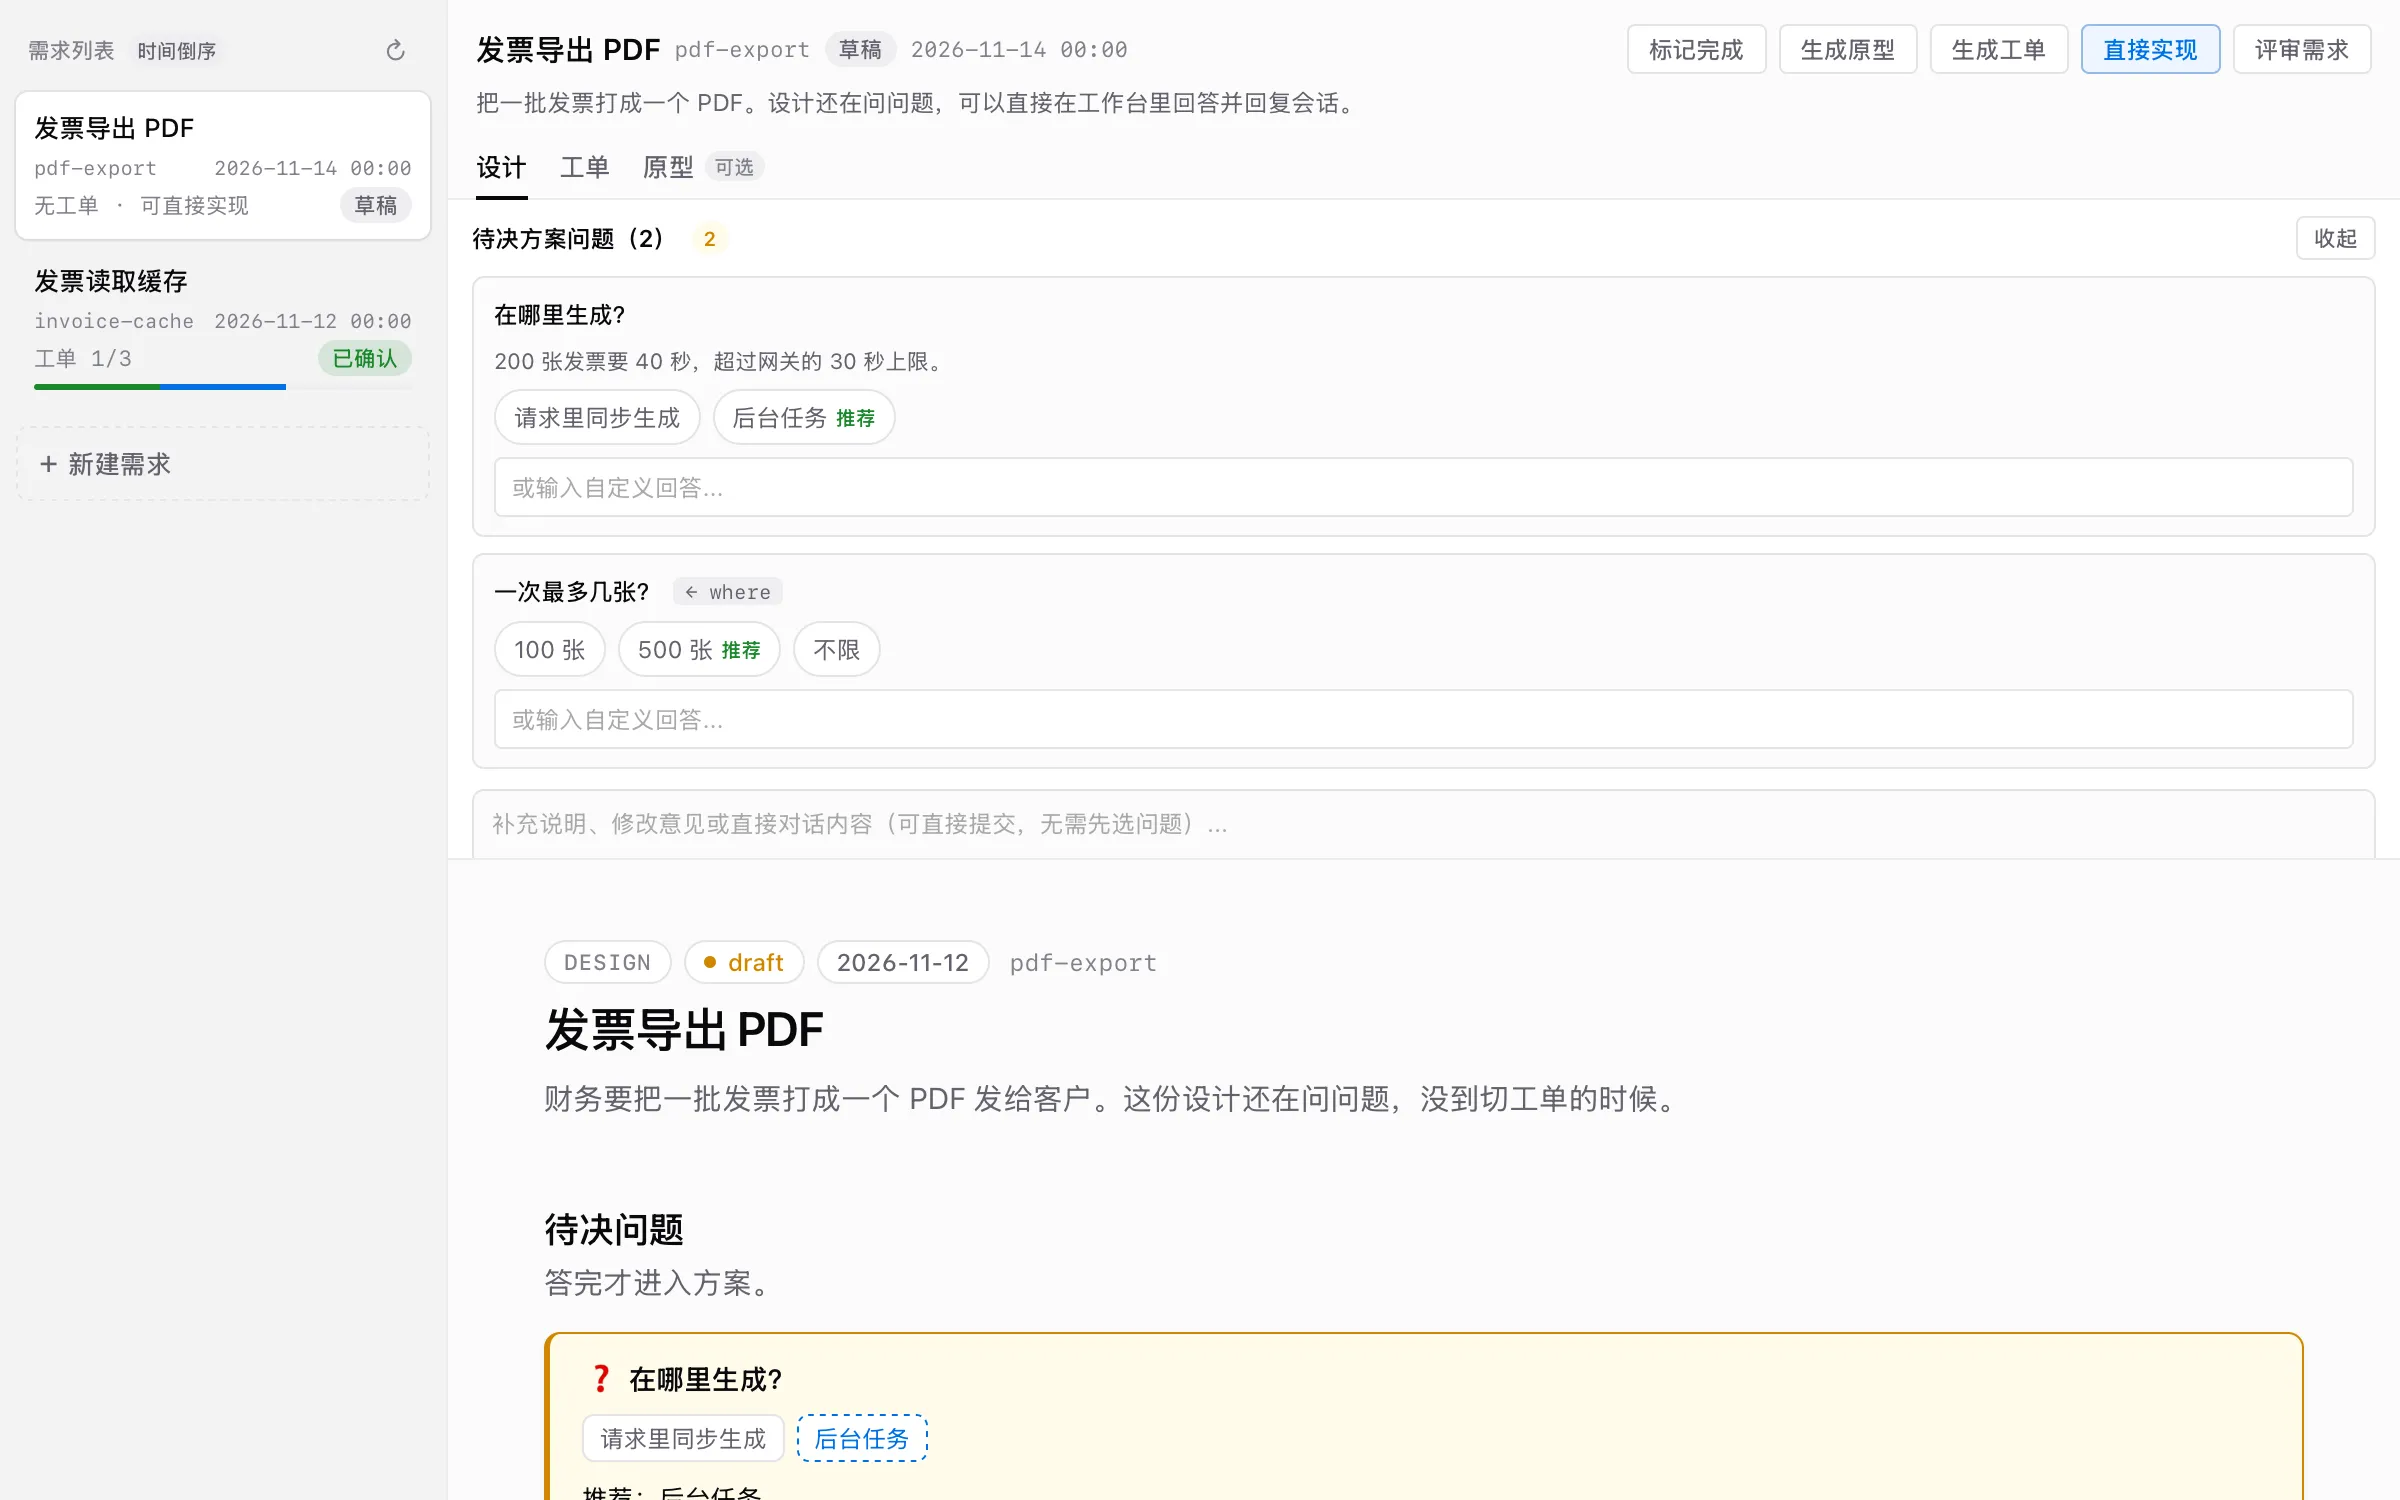 需求列表 时间倒序
发票导出 PDF
pdf-export 2026-11-14 00:00
无工单 · 可直接实现 草稿
发票读取缓存
invoice-cache 2026-11-12 00:00
工单 1/3 已确认
+ 新建需求
发票导出 PDF pdf-export 草稿 2026-11-14 00:00
标记完成 生成原型 生成工单 直接实现 评审需求
把一批发票打成一个 PDF。设计还在问问题，可以直接在工作台里回答并回复会话。
设计 工单 原型 可选
待决方案问题（2） 2 收起
在哪里生成？
200 张发票要 40 秒，超过网关的 30 秒上限。
请求里同步生成 后台任务 推荐
或输入自定义回答...
一次最多几张？ ← where
100 张 500 张 推荐 不限
或输入自定义回答...
补充说明、修改意见或直接对话内容（可直接提交，无需先选问题）...
DESIGN draft 2026-11-12 pdf-export
发票导出 PDF
财务要把一批发票打成一个 PDF 发给客户。这份设计还在问问题，没到切工单的时候。
待决问题
答完才进入方案。
❓ 在哪里生成？
请求里同步生成 后台任务
推荐：后台任务